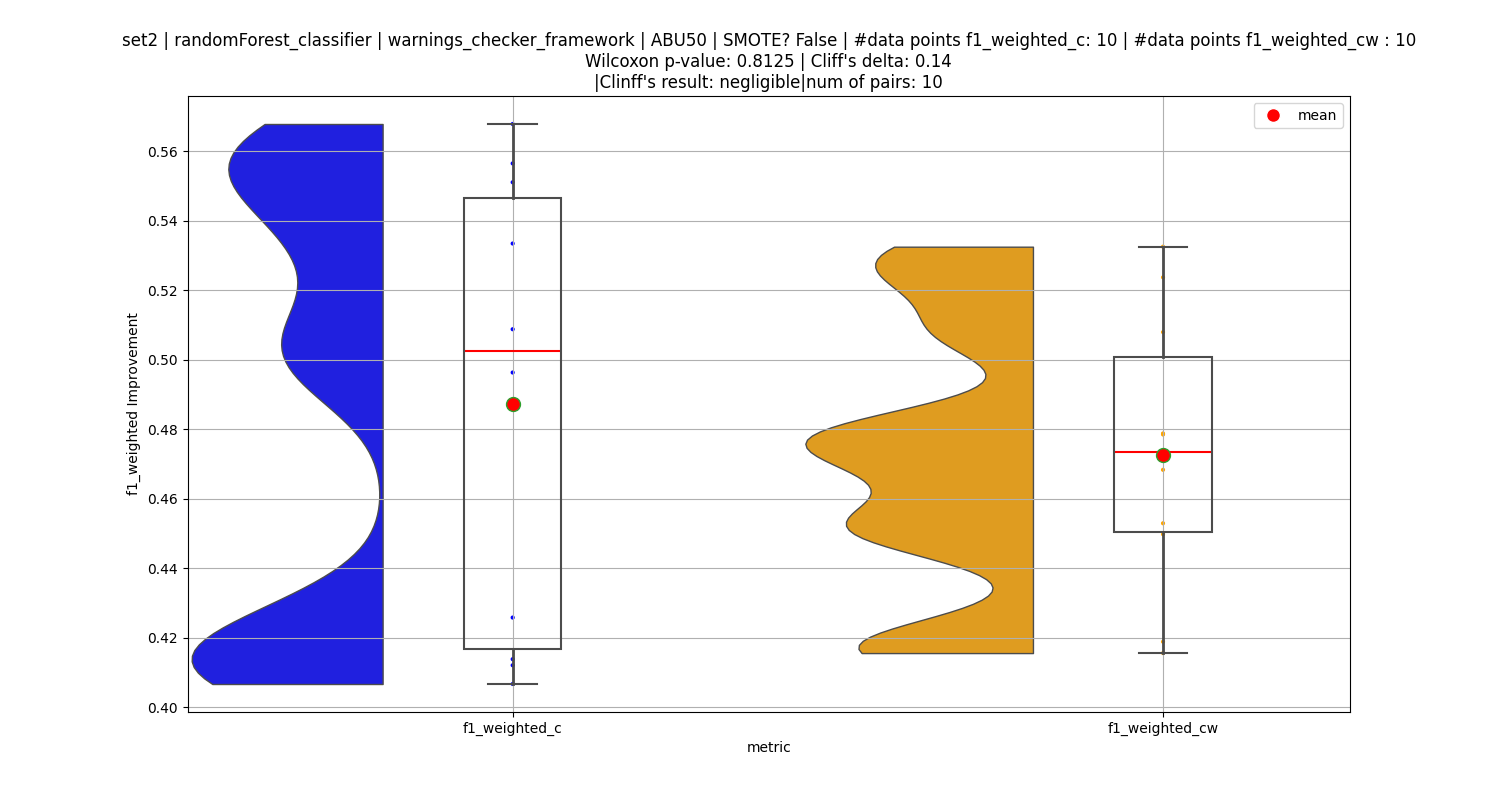 set2 | randomForest_classifier | warnings_checker_framework | ABU50 | SMOTE? False | #data points f1_weighted_c: 10 | #data points f1_weighted_cw : 10
Wilcoxon p-value: 0.8125 | Cliff's delta: 0.14
|Clinff's result: negligible|num of pairs: 10
mean
0.56
0.54
0.52
0.50
0.48
0.46
0.44
0.42
0.40
f1_weighted Improvement
f1_weighted_c
f1_weighted_cw
metric